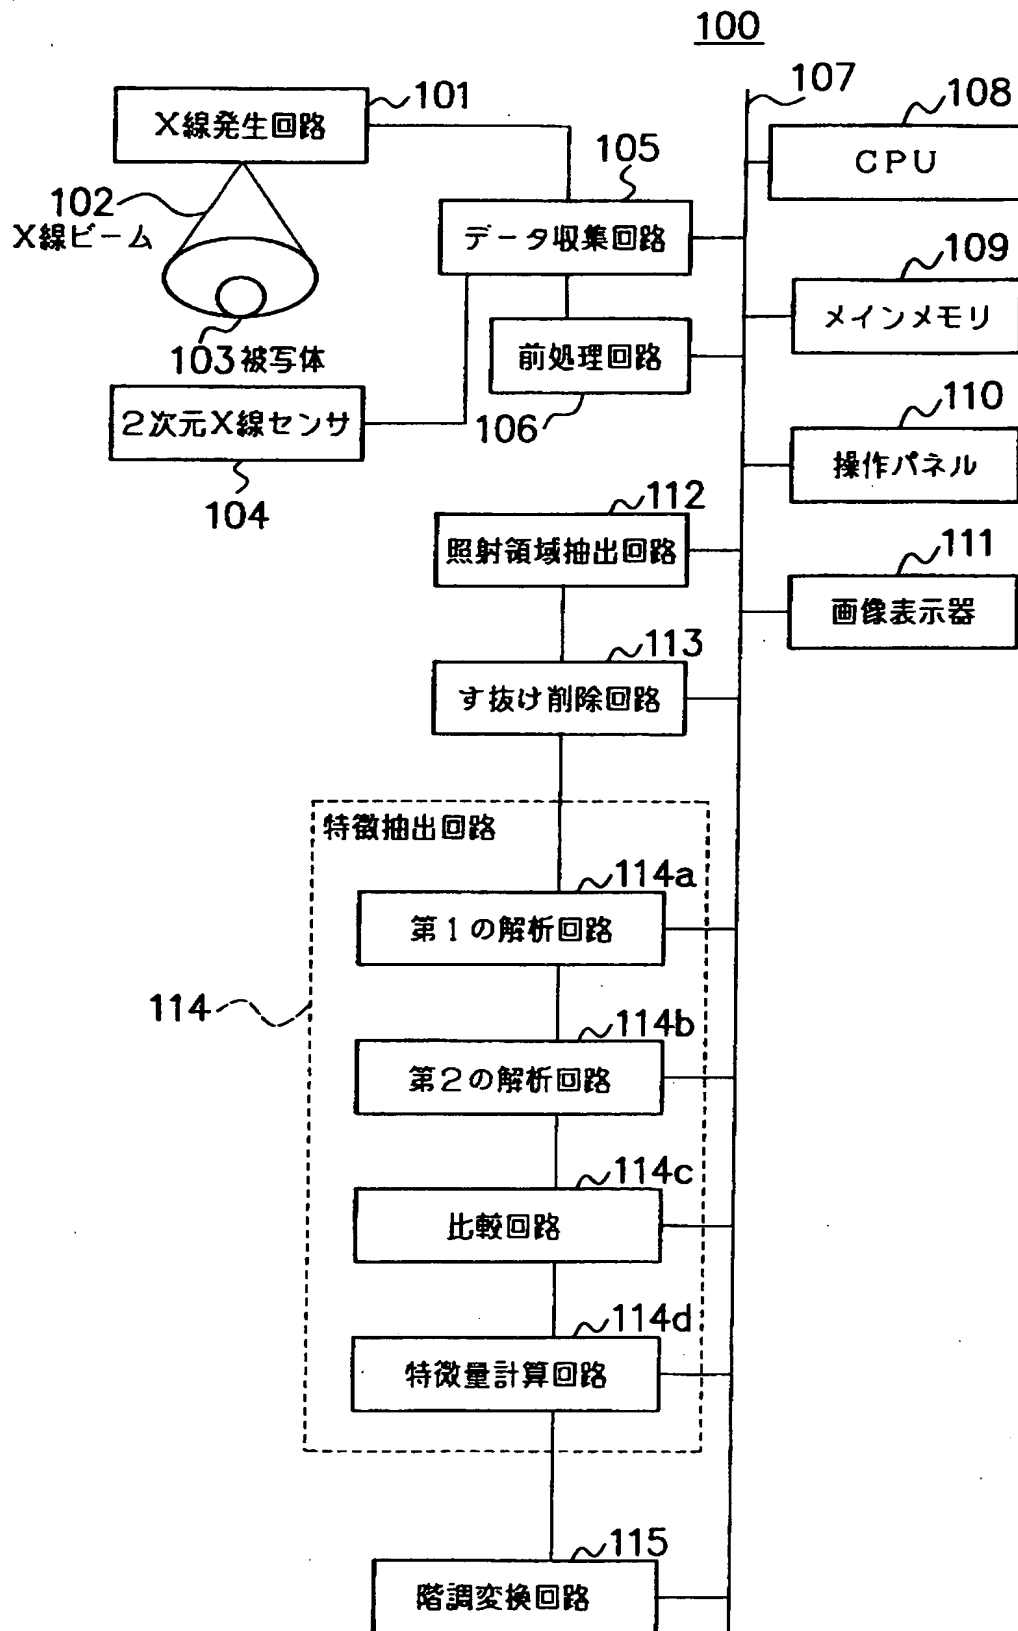 100
101
X線発生回路
102
X線ビーム
103被写体
2次元X線センサ
104
105
データ収集回路
前処理回路
106
107
108
CPU
109
メインメモリ
110
操作パネル
111
画像表示器
112
照射領域抽出回路
113
す抜け削除回路
特徴抽出回路
114
114a
第1の解析回路
114b
第2の解析回路
114c
比較回路
114d
特徴量計算回路
115
階調変換回路